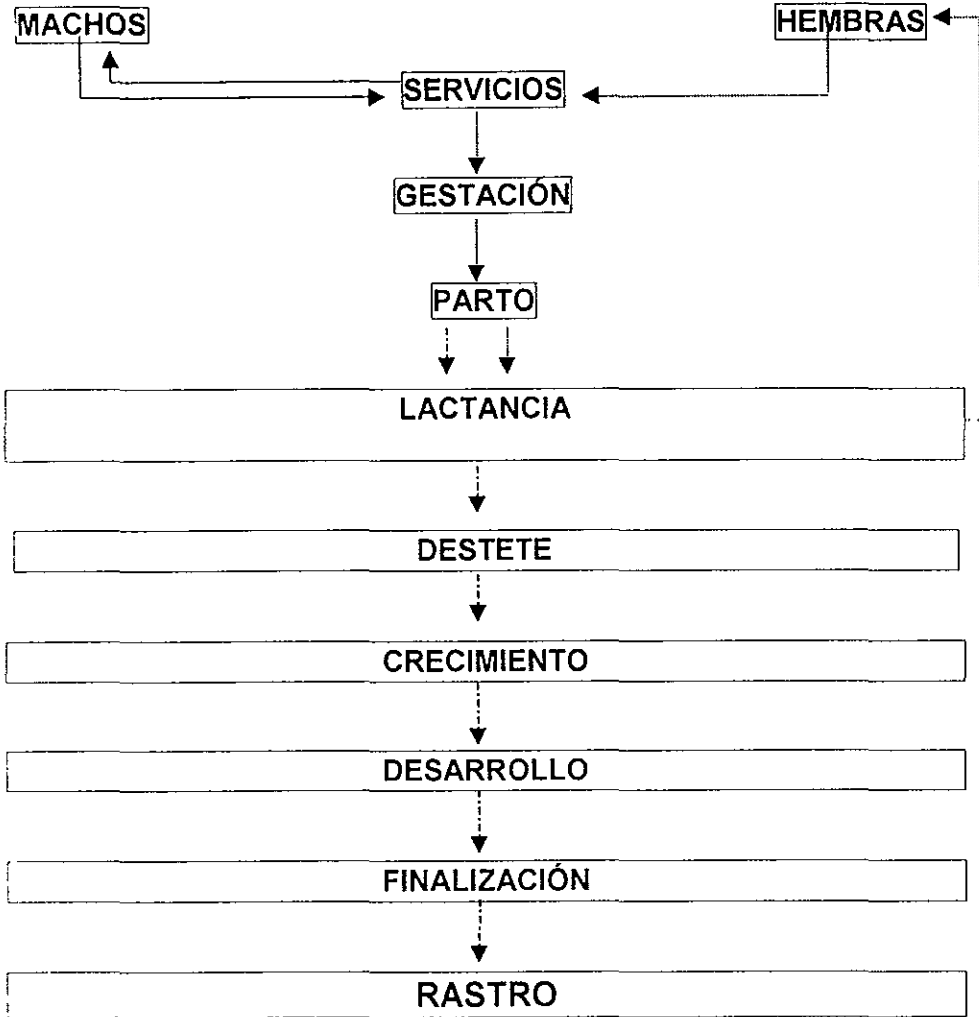 MACHOS
HEMBRAS
SERVICIOS
GESTACIÓN
PARTO
LACTANCIA
DESTETE
CRECIMIENTO
DESARROLLO
FINALIZACIÓN
RASTRO